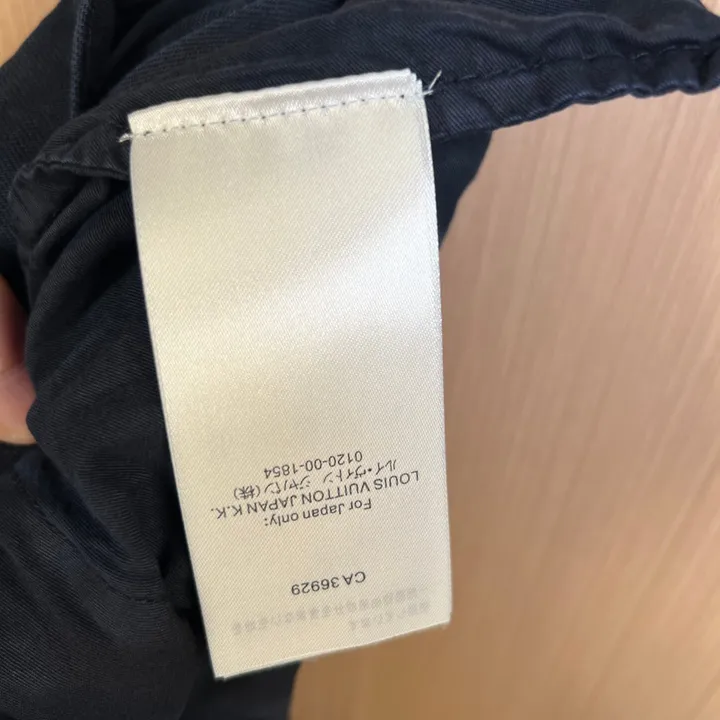 CA 36929
For Japan only:
LOUIS VUITTON JAPAN K.K.
ルイ・ヴィトン ジャパン(株)
0120-00-1854